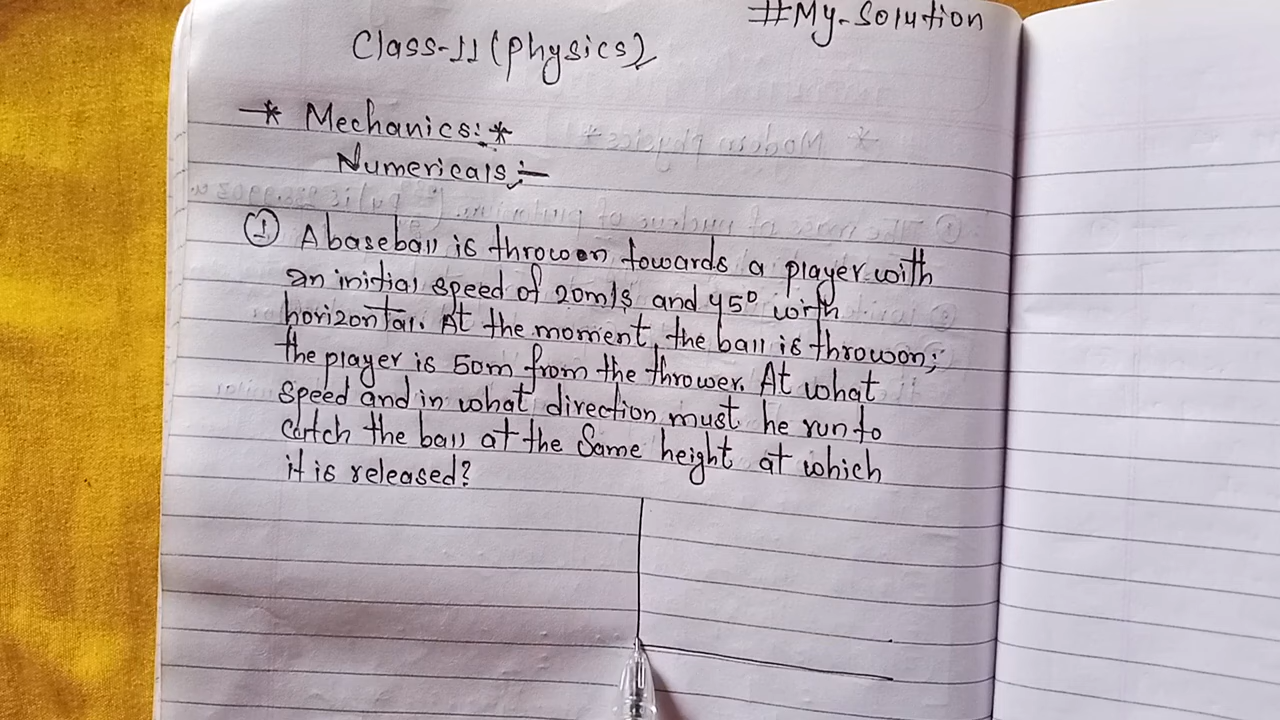 #My-Solution
Class-11 (Physics)
* Mechanics:*
Numericals:-
① A baseball is throwon towards a player with
an initial speed of 20m/s and 45° with
horizontal. At the moment, the ball is throwon;
the player is 50m from the thrower. At what
speed and in what direction must he run to
catch the ball at the same height at which
it is released?